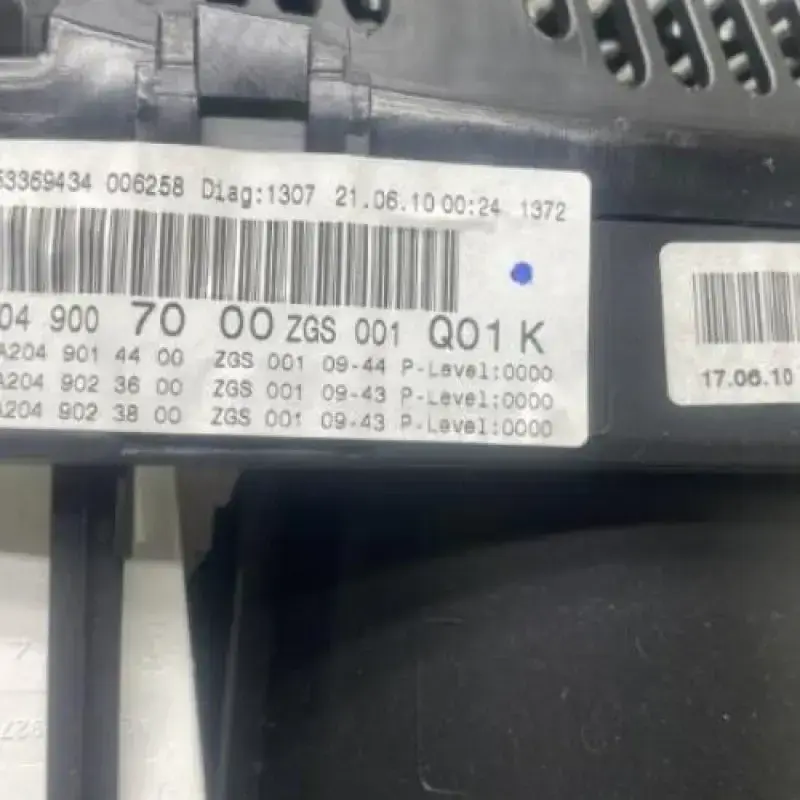 53369434 006258 Diag:1307 21.06.10 00:24 1372
04 900 70 00 ZGS 001 Q01 K
A204 901 44 00 ZGS 001 09-44 P-Level:0000
A204 902 36 00 ZGS 001 09-43 P-Level:0000
A204 902 38 00 ZGS 001 09-43 P-Level:0000
17.06.10